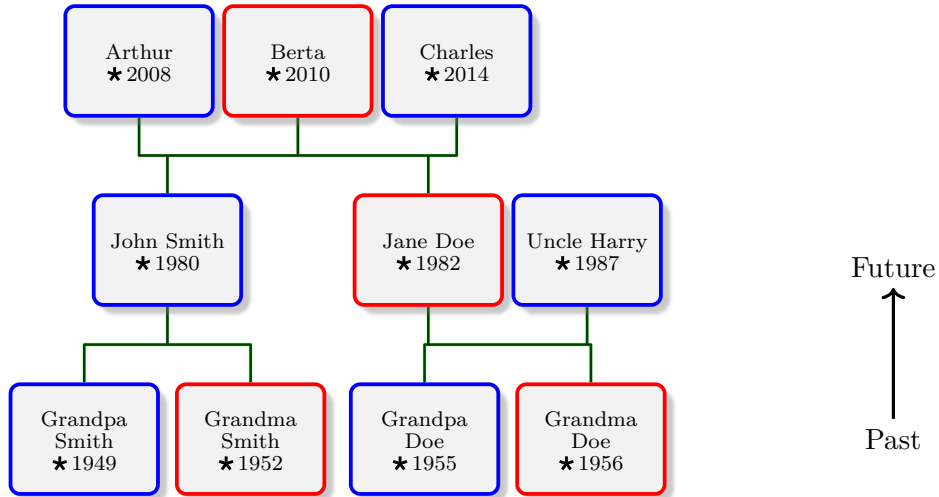 Arthur
★ 2008
Berta
★ 2010
Charles
★ 2014
John Smith
★ 1980
Jane Doe
★ 1982
Uncle Harry
★ 1987
Future
Past
Grandpa
Smith
★ 1949
Grandma
Smith
★ 1952
Grandpa
Doe
★ 1955
Grandma
Doe
★ 1956